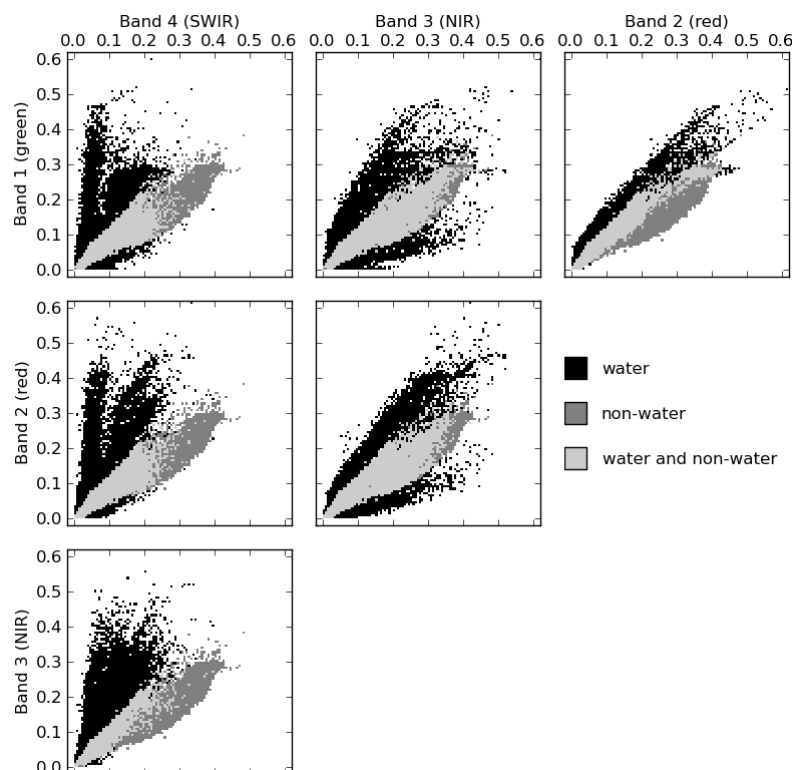 Band 4 (SWIR)
Band 3 (NIR)
Band 2 (red)
0.0 0.1 0.2 0.3 0.4 0.5 0.6
0.0 0.1 0.2 0.3 0.4 0.5 0.6
0.0 0.1 0.2 0.3 0.4 0.5 0.6
Band 1 (green)
0.6
0.5
0.4
0.3
0.2
0.1
0.0
Band 2 (red)
0.6
0.5
0.4
0.3
0.2
0.1
0.0
water
non-water
water and non-water
Band 3 (NIR)
0.6
0.5
0.4
0.3
0.2
0.1
0.0